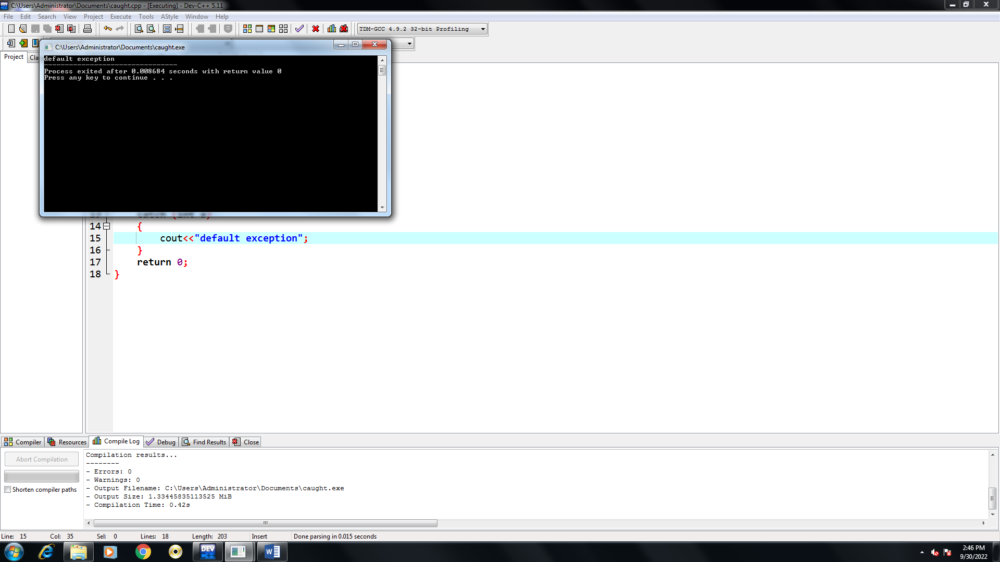 C:\Users\Administrator\Documents\caught.cpp - [Executing] - Dev-C++ 5.11
File Edit Search View Project Execute Tools AStyle Window Help
TDM-GCC 4.9.2 32-bit Profiling
C:\Users\Administrator\Documents\caught.exe
Project
default exception
--------------------------------
Process exited after 0.008684 seconds with return value 0
Press any key to continue . . .
13 catch (int a)
14 {
15 cout<<"default exception";
16 }
17 return 0;
18 }
Compiler Resources Compile Log Debug Find Results Close
Abort Compilation
Shorten compiler paths
Compilation results...
--------
- Errors: 0
- Warnings: 0
- Output Filename: C:\Users\Administrator\Documents\caught.exe
- Output Size: 1.33445835113525 MiB
- Compilation Time: 0.42s
Line: 15 Col: 35 Sel: 0 Lines: 18 Length: 203 Insert Done parsing in 0.015 seconds
DEV C++
W
2:46 PM
9/30/2022